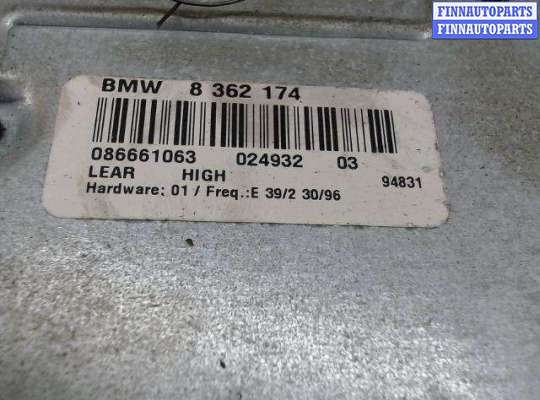 FINNAUTOPARTS
FINNAUTOPARTS
BMW 8 362 174
086661063 024932 03
LEAR HIGH 94831
Hardware: 01 / Freq.:E 39/2 30/96